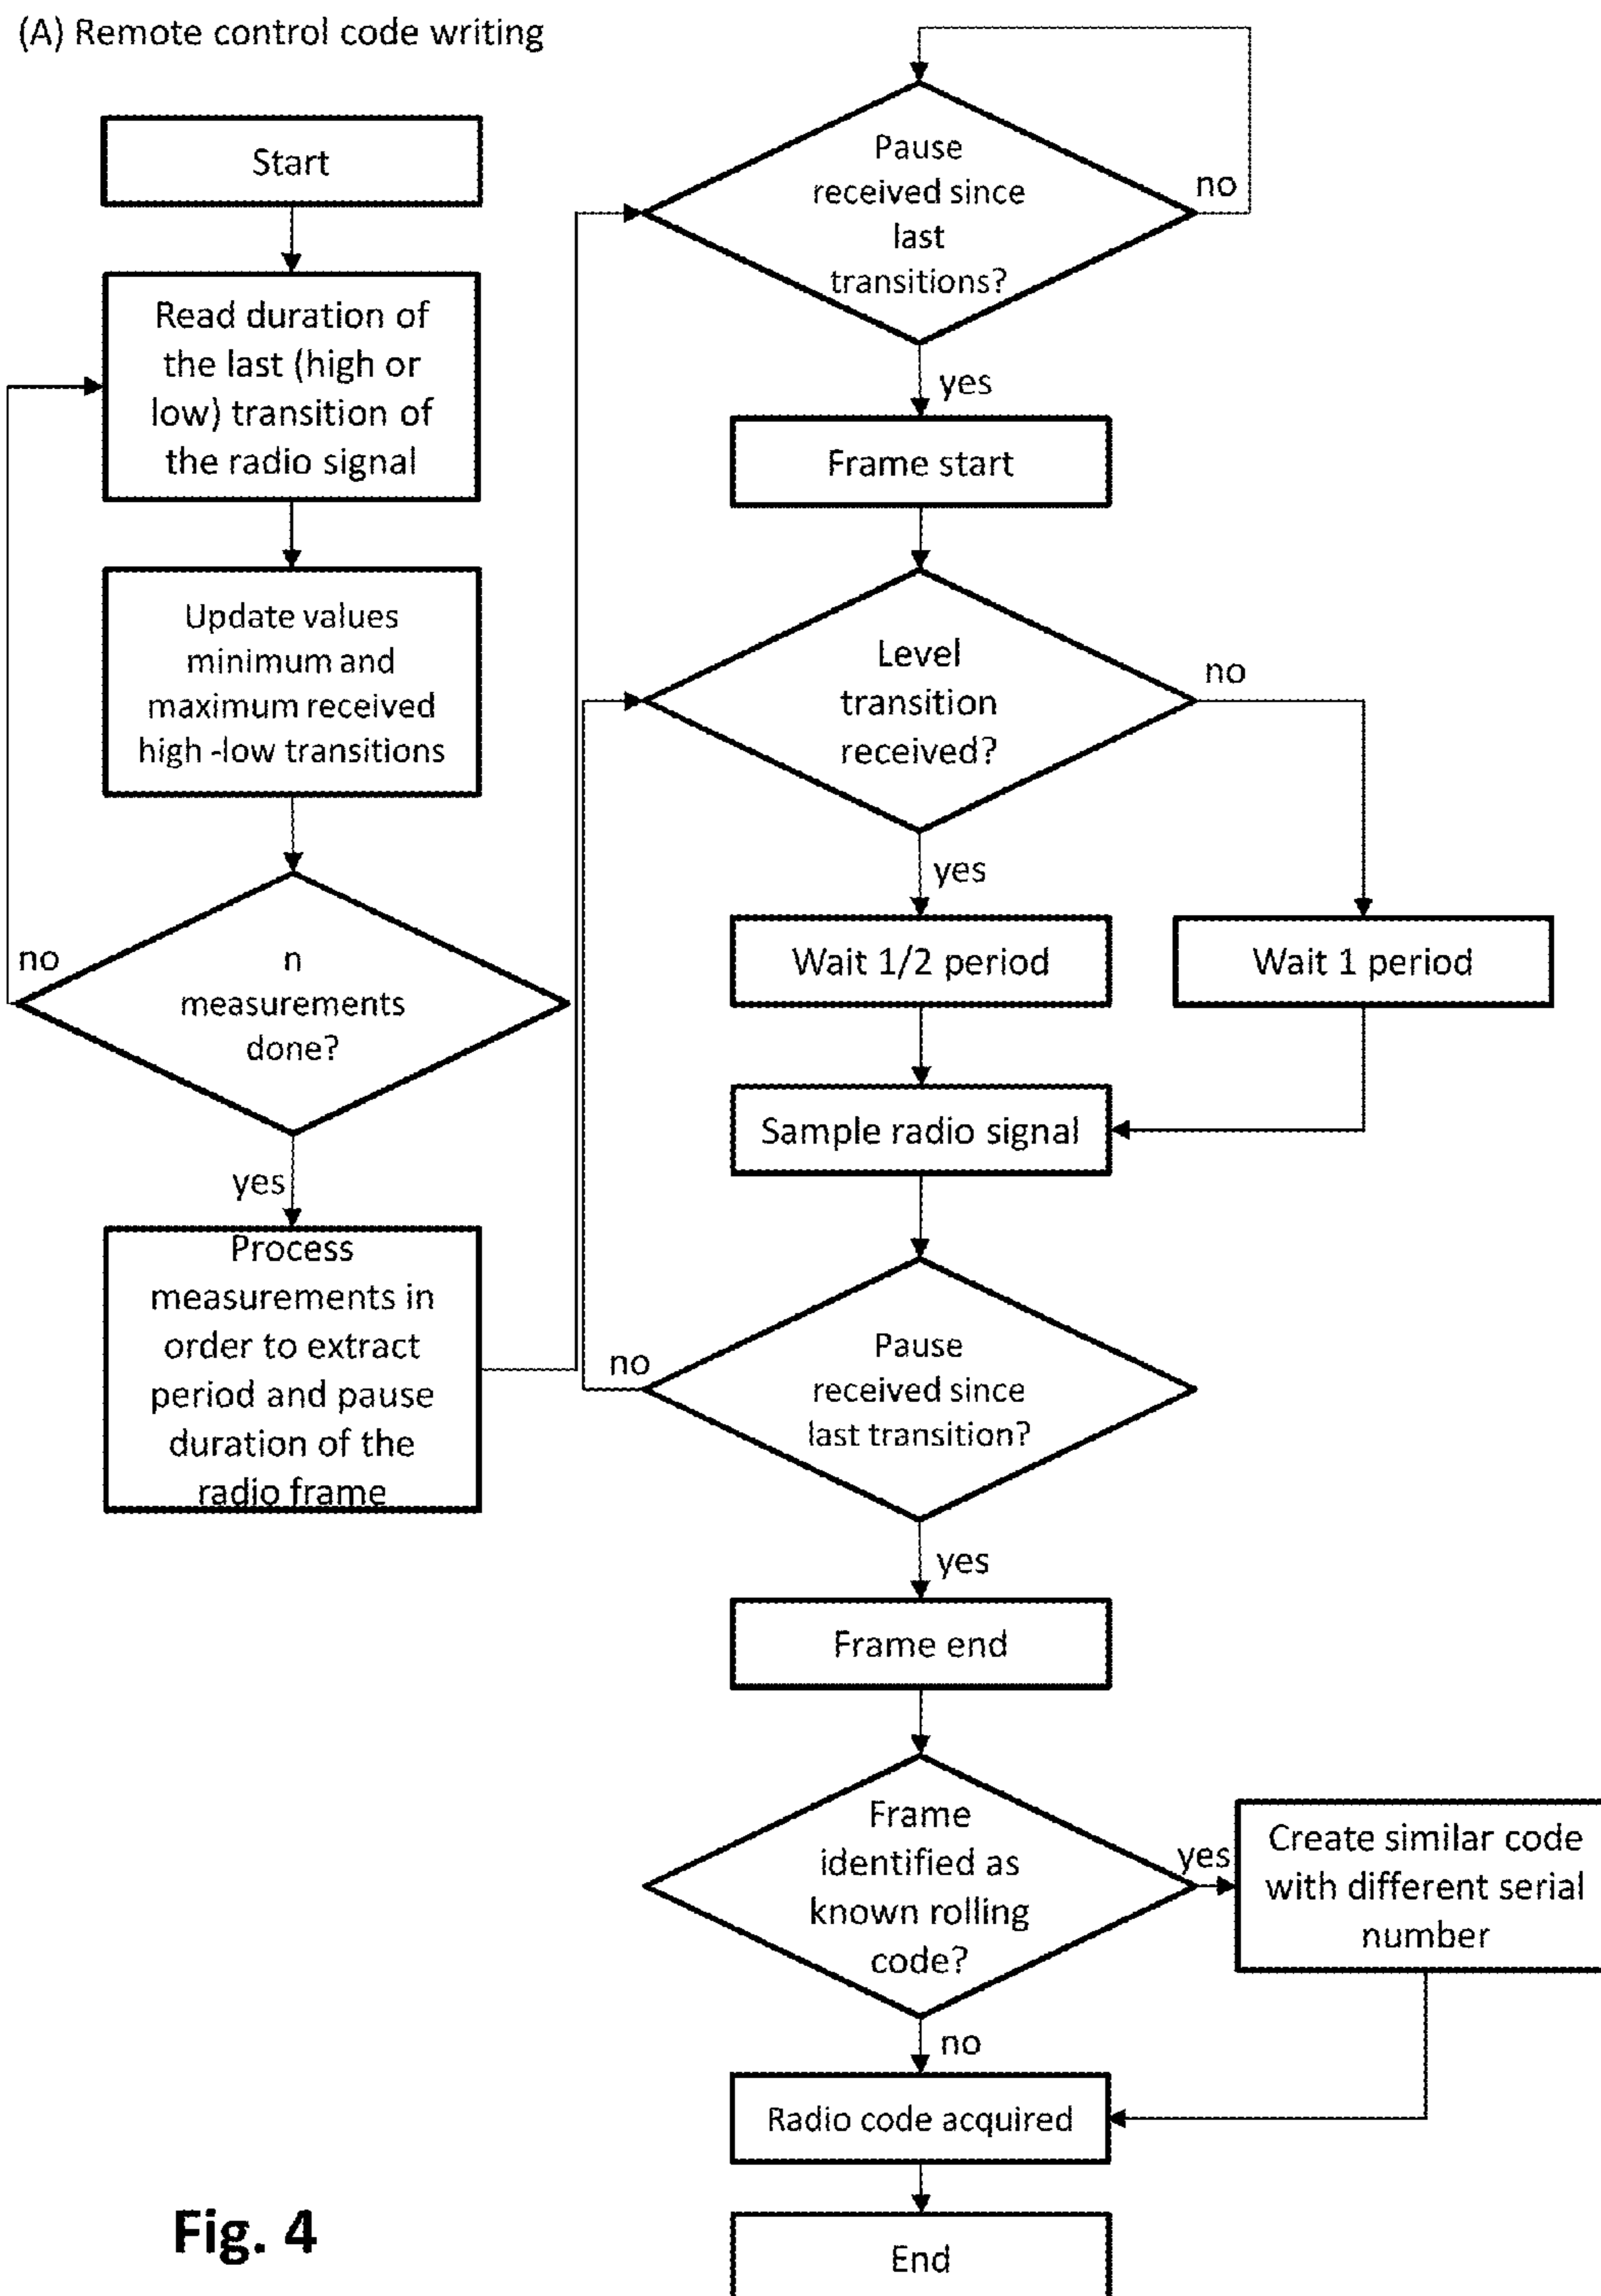 (A) Remote control code writing
Start
Read duration of
the last (high or
low) transition of
the radio signal
Update values
minimum and
maximum received
high -low transitions
no
n
measurements
done?
yes
Process
measurements in
order to extract
period and pause
duration of the
radio frame
Pause
received since
last
transitions?
no
yes
Frame start
Level
transition
received?
no
yes
Wait 1/2 period
Wait 1 period
Sample radio signal
Pause
received since
last transition?
no
yes
Frame end
Frame
identified as
known rolling
code?
yes
Create similar code
with different serial
number
no
Radio code acquired
End
Fig. 4